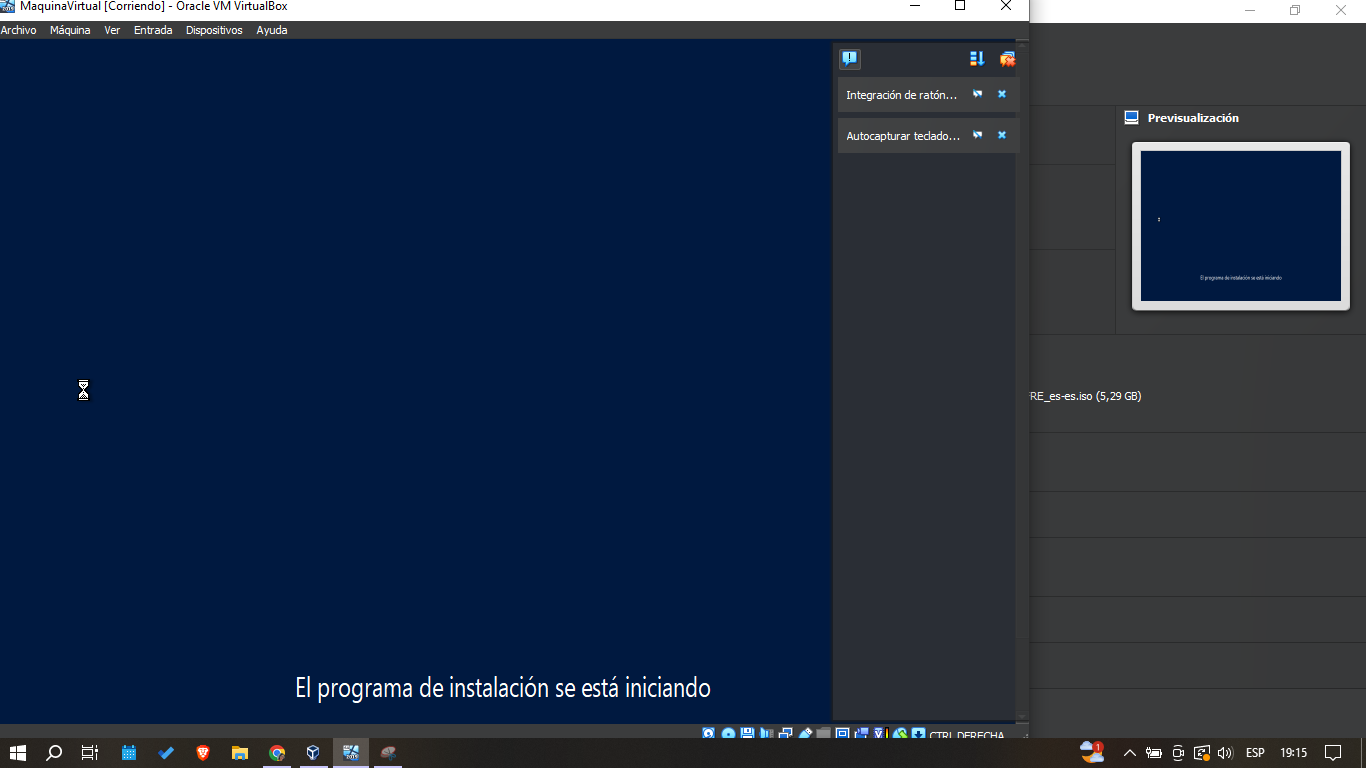 MaquinaVirtual [Corriendo] - Oracle VM VirtualBox
Archivo Máquina Ver Entrada Dispositivos Ayuda
Integración de ratón...
Autocapturar teclado...
Previsualización
El programa de instalación se está iniciando
RE_es-es.iso (5,29 GB)
El programa de instalación se está iniciando
CTRL DERECHA
2019
1
ESP
19:15